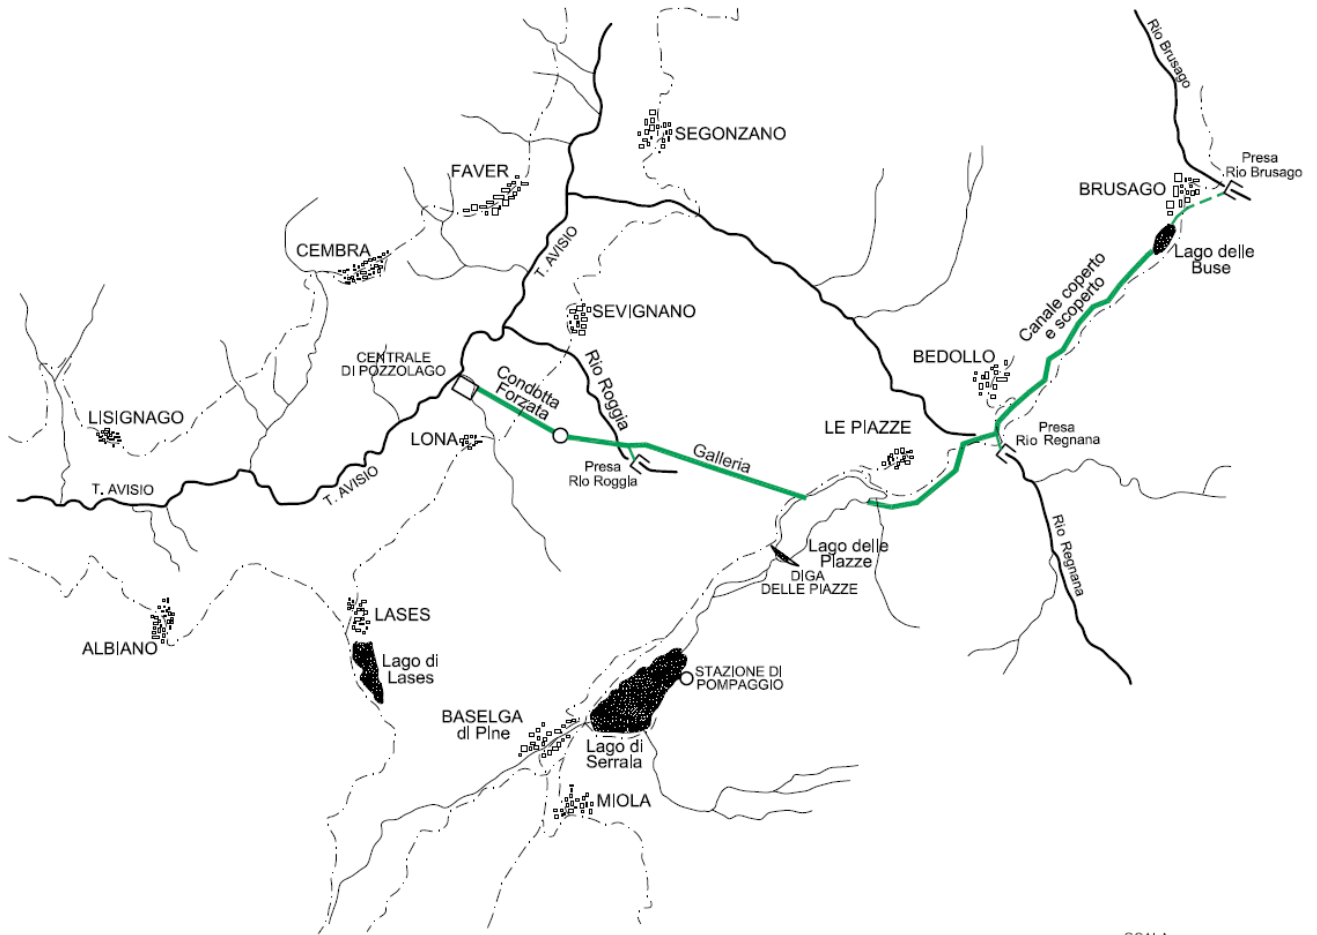 Rio Brusago
SEGONZANO
Presa
Rio Brusago
FAVER
BRUSAGO
CEMBRA
T. AVISIO
Lago delle
Buse
Canale coperto
e scoperto
SEVIGNANO
CENTRALE
DI POZZOLAGO
Rio Roggia
BEDOLLO
Condotta
Forzata
LISIGNAGO
LONA
LE PIAZZE
Presa
Rio Regnana
Galleria
Presa
RIo RoggIa
T. AVISIO
T. AVISIO
Rio Regnana
Lago delle
PIazze
DIGA
DELLE PIAZZE
LASES
ALBIANO
Lago di
Lases
STAZIONE DI
POMPAGGIO
BASELGA
dI PIne
Lago di
SerraIa
MIOLA